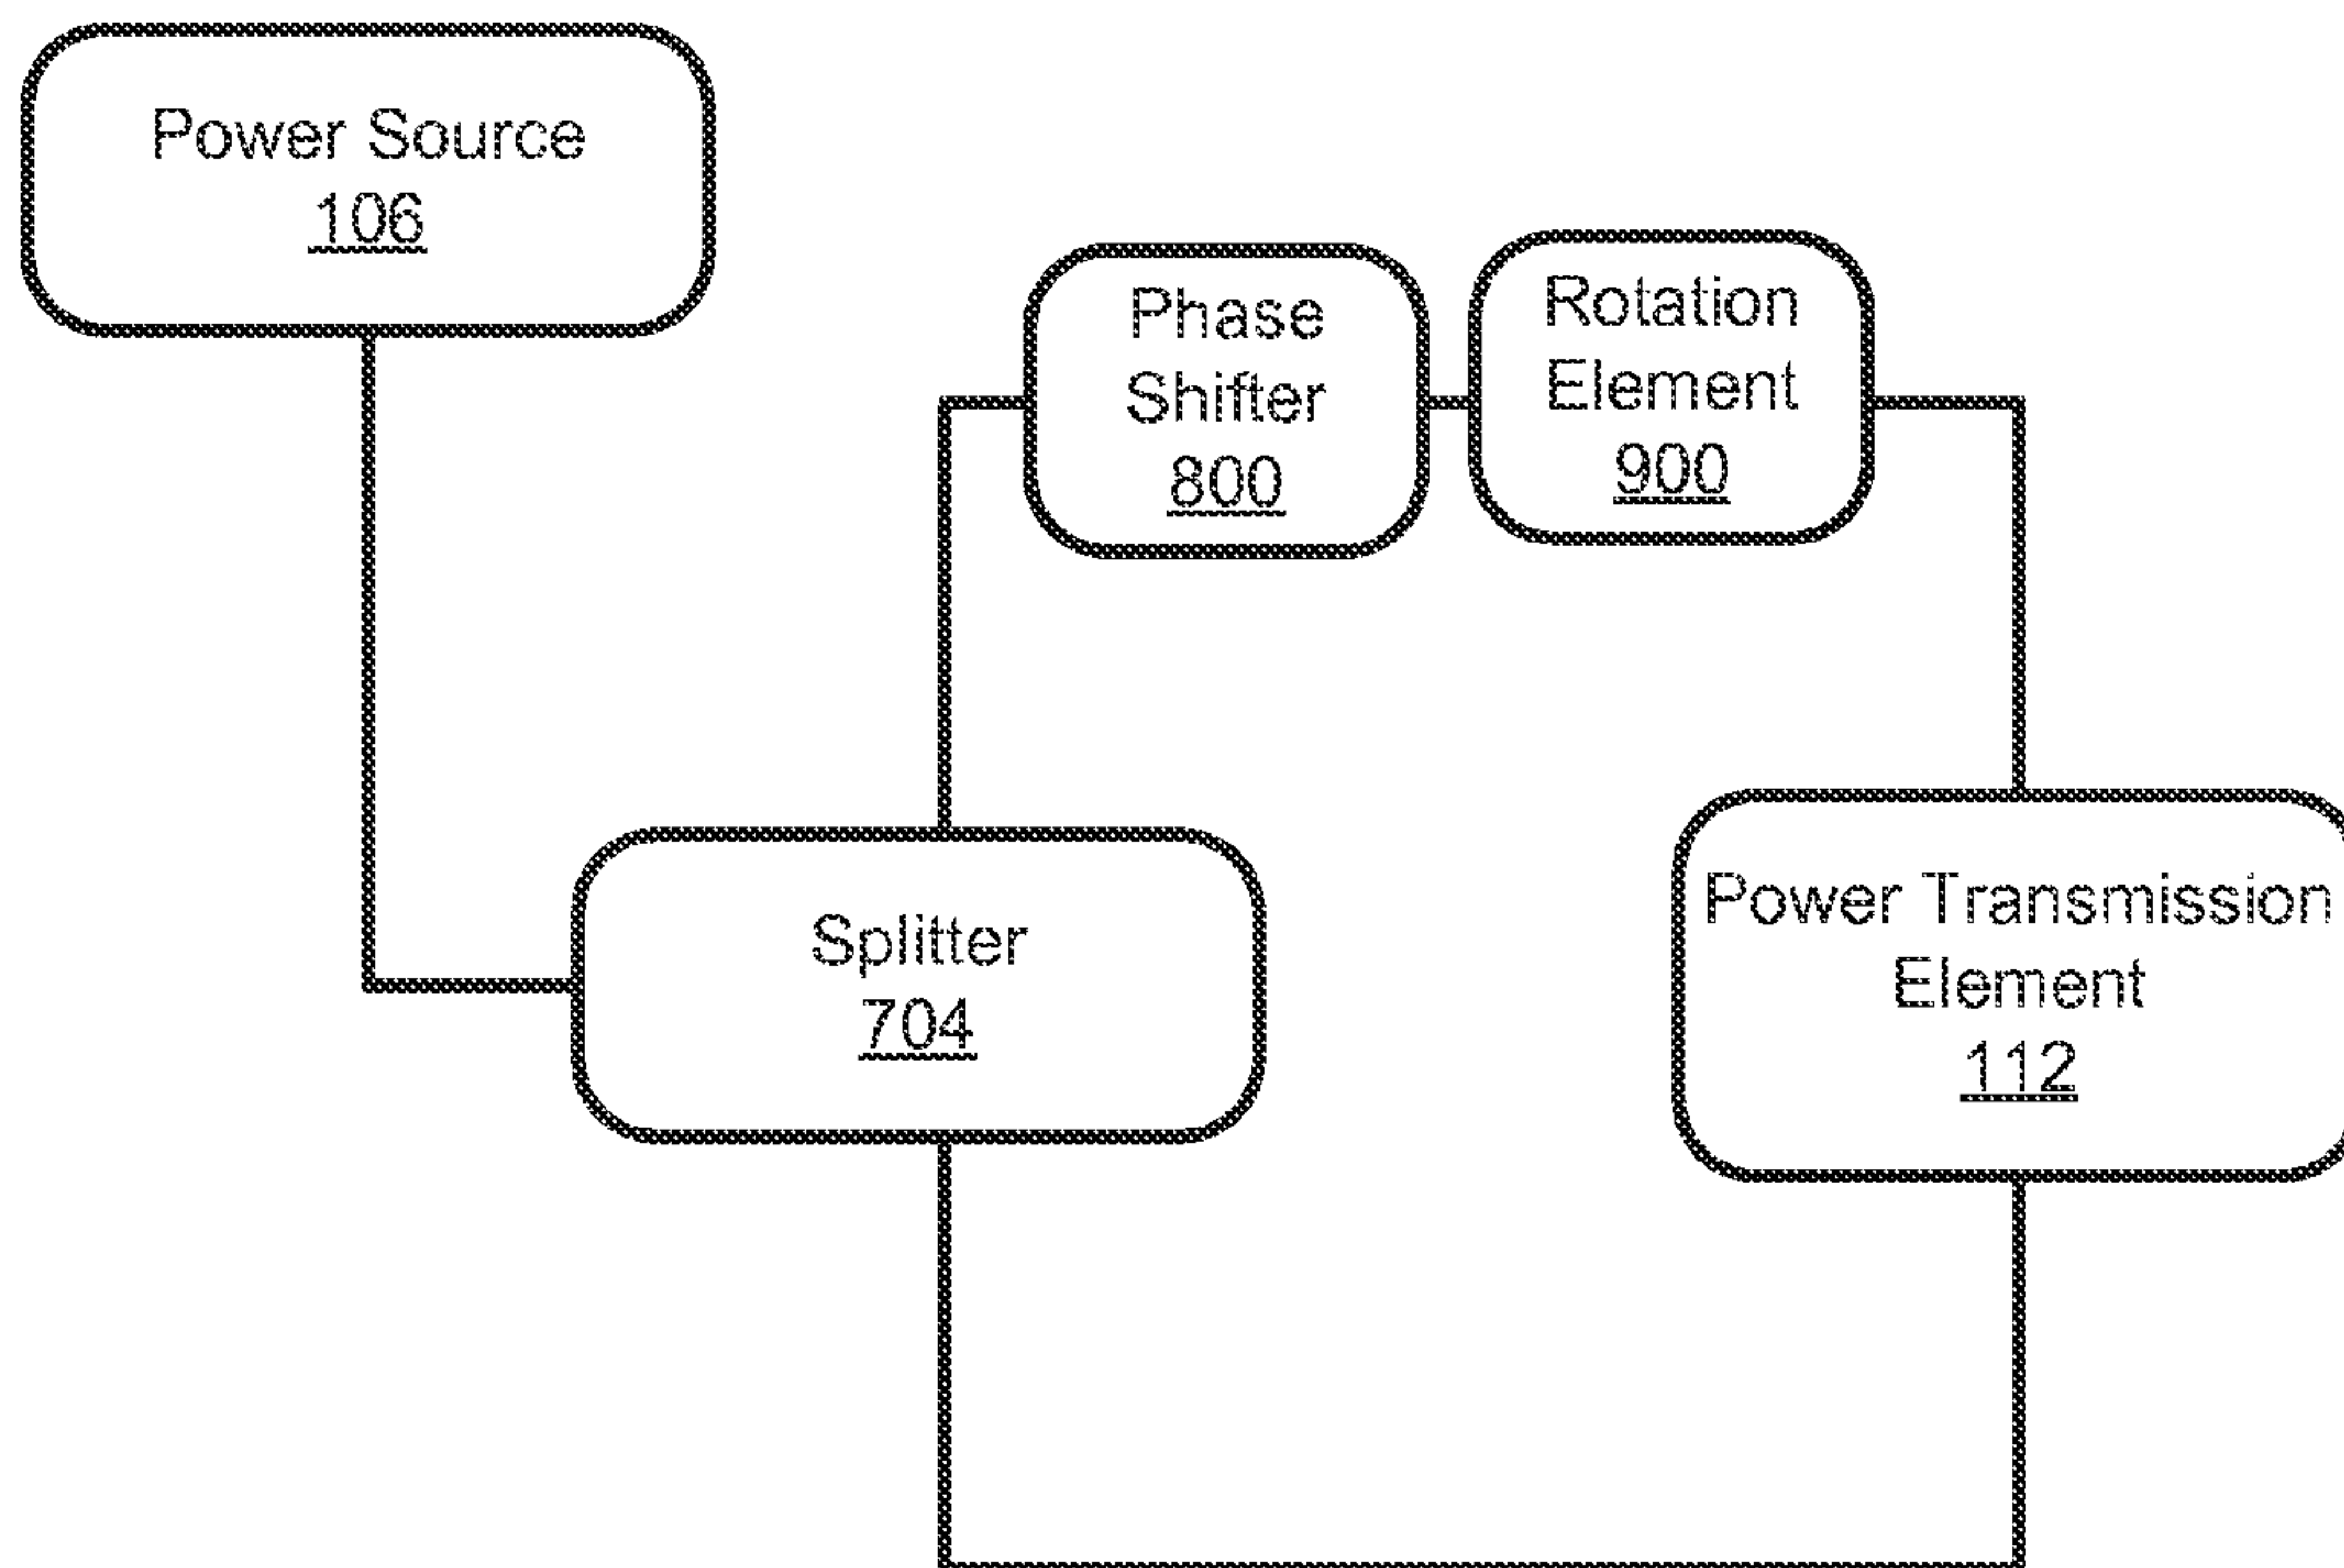 Power Source
106
Phase
Shifter
800
Rotation
Element
900
Splitter
704
Power Transmission
Element
112